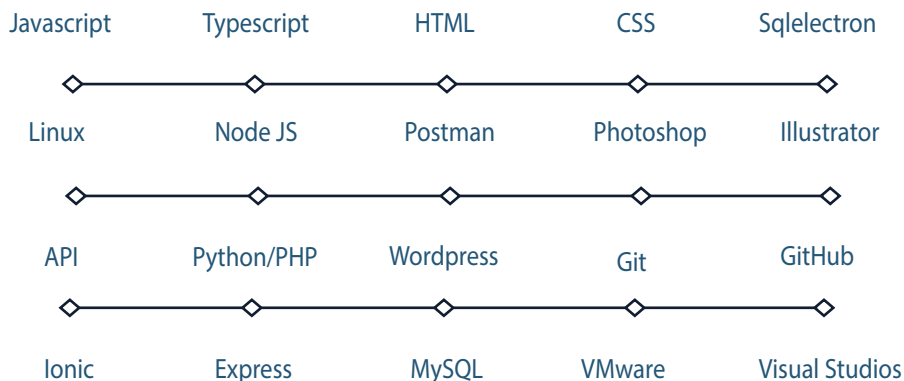 Javascript Typescript HTML CSS Sqlelectron
Linux Node JS Postman Photoshop Illustrator
API Python/PHP Wordpress Git GitHub
Ionic Express MySQL VMware Visual Studios